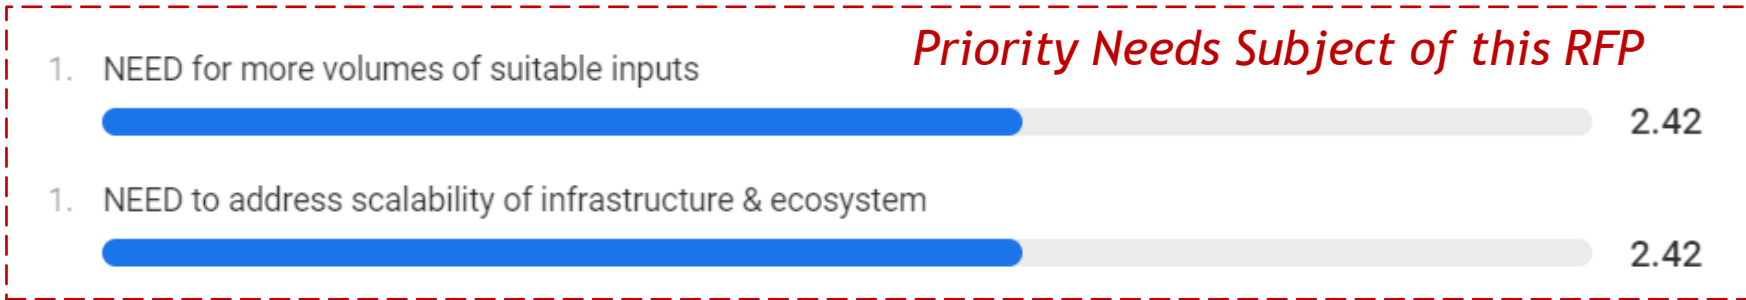 Priority Needs Subject of this RFP
1. NEED for more volumes of suitable inputs
2.42
1. NEED to address scalability of infrastructure & ecosystem
2.42